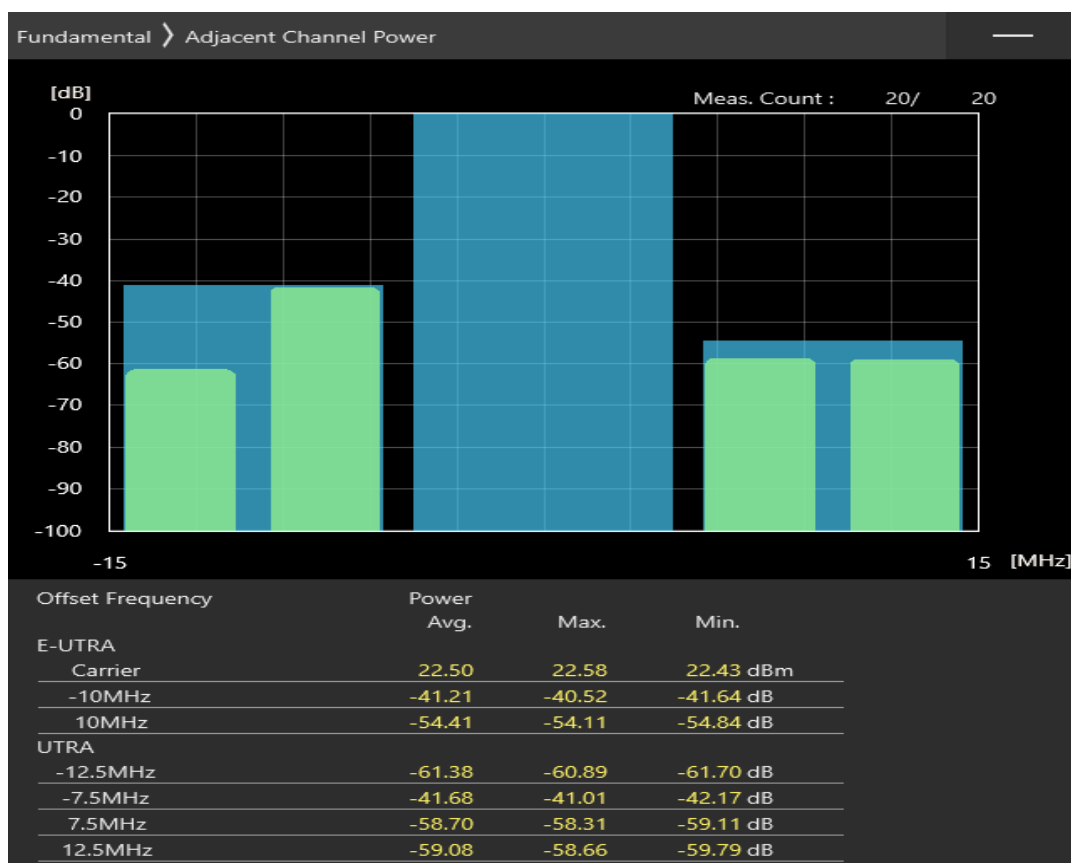 Fundamental 〉 Adjacent Channel Power
[dB]
Meas. Count : 20/ 20
0
-10
-20
-30
-40
-50
-60
-70
-80
-90
-100
-15 15 [MHz]
Offset Frequency Power
Avg. Max. Min.
E-UTRA
Carrier 22.50 22.58 22.43 dBm
-10MHz -41.21 -40.52 -41.64 dB
10MHz -54.41 -54.11 -54.84 dB
UTRA
-12.5MHz -61.38 -60.89 -61.70 dB
-7.5MHz -41.68 -41.01 -42.17 dB
7.5MHz -58.70 -58.31 -59.11 dB
12.5MHz -59.08 -58.66 -59.79 dB